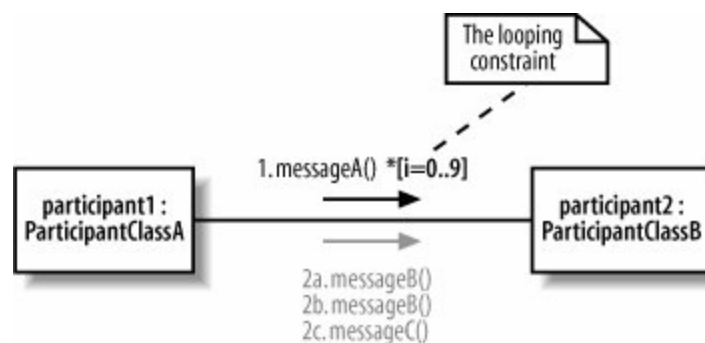 The looping
constraint
1. messageA() *[i=0..9]
participant1 :
ParticipantClassA
participant2 :
ParticipantClassB
2a. messageB()
2b. messageB()
2c. messageC()